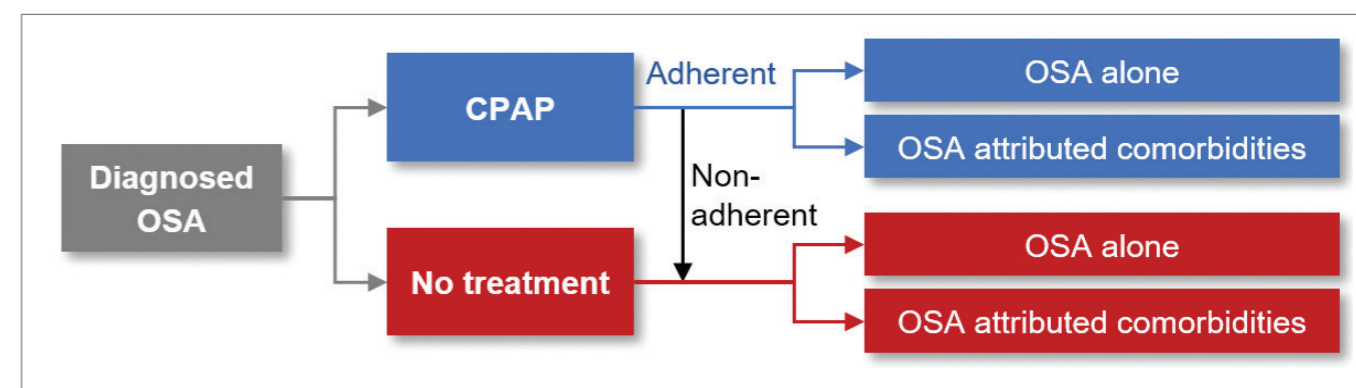 Diagnosed
OSA
CPAP
No treatment
Adherent
Non-
adherent
OSA alone
OSA attributed comorbidities
OSA alone
OSA attributed comorbidities